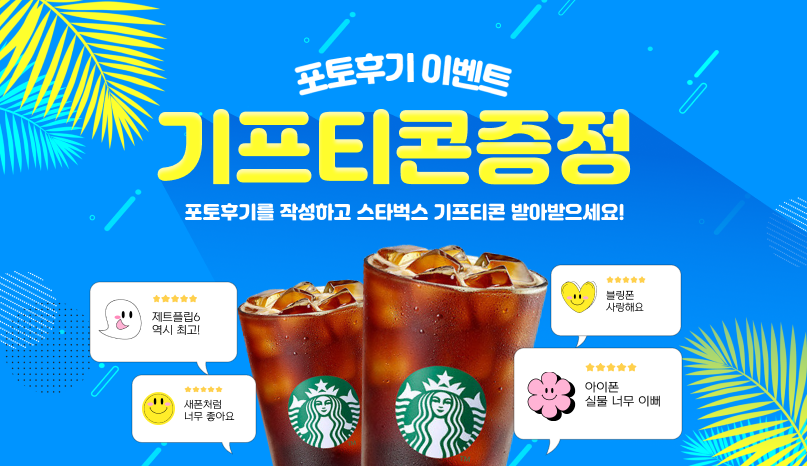 포토후기 이벤트
기프티콘증정
포토후기를 작성하고 스타벅스 기프티콘 받아받으세요!
제트플립6
역시 최고!
새폰처럼
너무 좋아요
블링폰
사랑해요
아이폰
실물 너무 이뻐